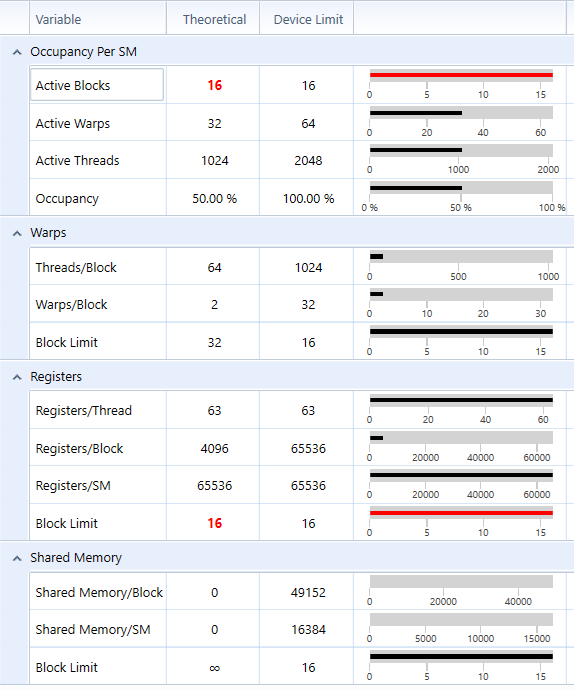 Variable Theoretical Device Limit
Occupancy Per SM
Active Blocks 16 16
0 5 10 15
Active Warps 32 64
0 20 40 60
Active Threads 1024 2048
0 1000 2000
Occupancy 50.00 % 100.00 %
0 % 50 % 100 %
Warps
Threads/Block 64 1024
0 500 1000
Warps/Block 2 32
0 10 20 30
Block Limit 32 16
0 5 10 15
Registers
Registers/Thread 63 63
0 20 40 60
Registers/Block 4096 65536
0 20000 40000 60000
Registers/SM 65536 65536
0 20000 40000 60000
Block Limit 16 16
0 5 10 15
Shared Memory
Shared Memory/Block 0 49152
0 20000 40000
Shared Memory/SM 0 16384
0 5000 10000 15000
Block Limit ∞ 16
0 5 10 15